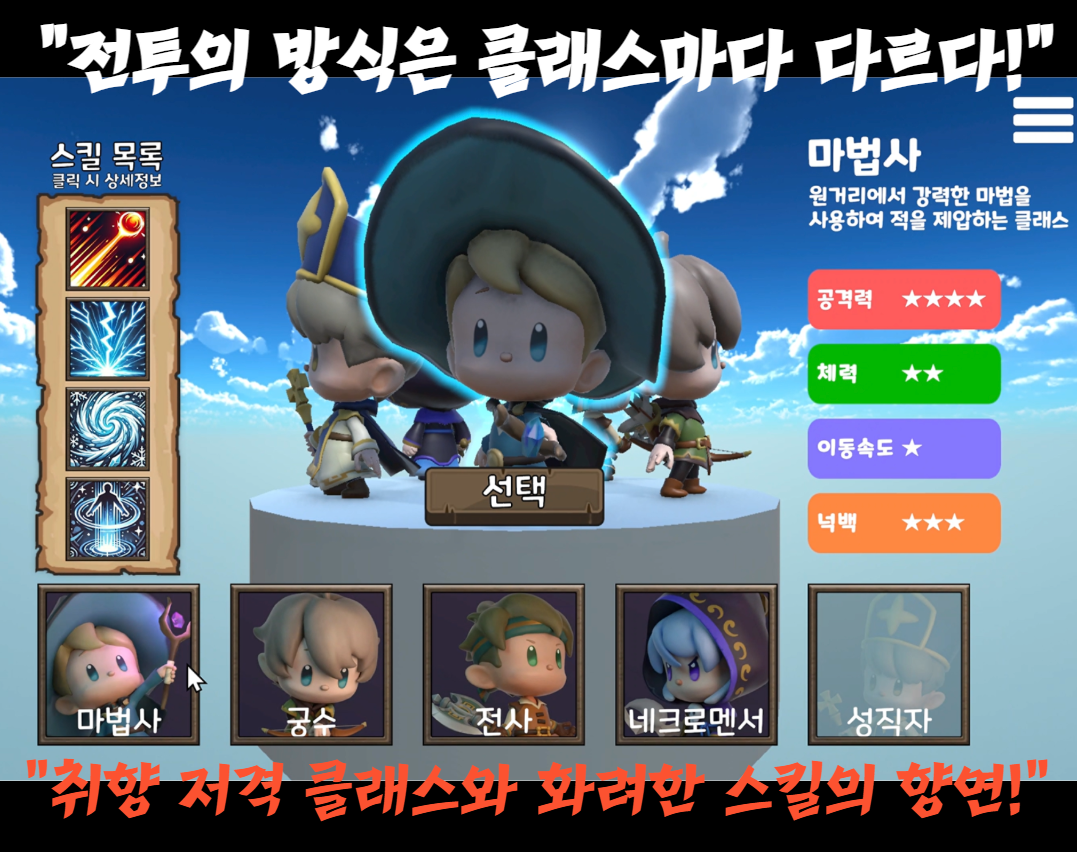 "전투의 방식은 클래스마다 다르다!"
스킬 목록
클릭 시 상세정보
마법사
원거리에서 강력한 마법을
사용하여 적을 제압하는 클래스
공격력 ★★★★
체력 ★★
이동속도 ★
넉백 ★★★
선택
마법사
궁수
전사
네크로멘서
성직자
"취향 저격 클래스와 화려한 스킬의 향연!"